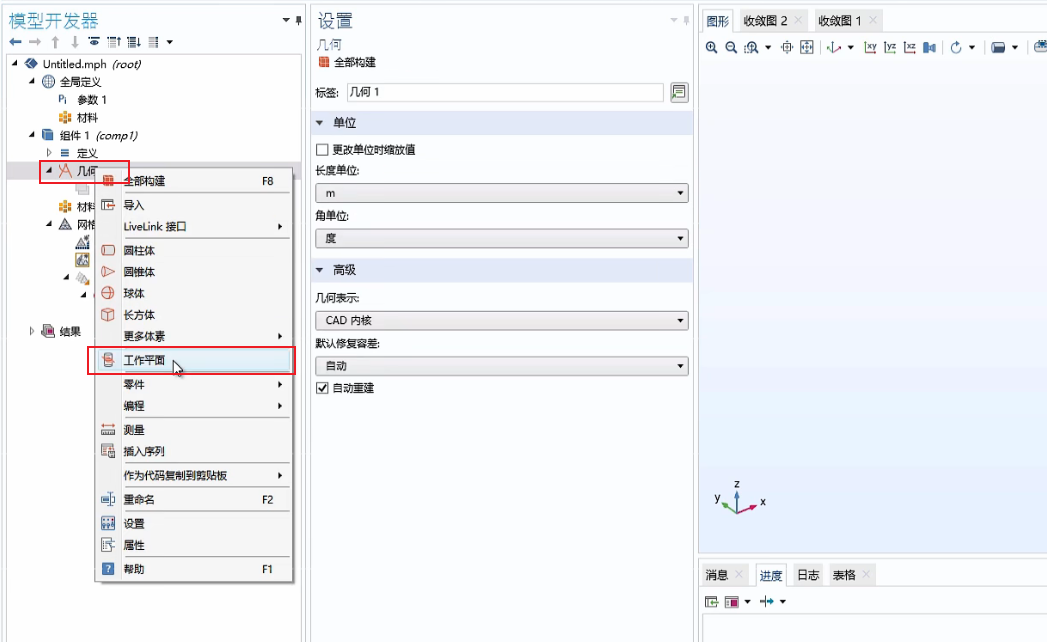 模型开发器
Untitled.mph (root)
全局定义
Pi 参数 1
材料
组件 1 (comp1)
定义
几何
材料
网格
结果
全部构建 F8
导入
LiveLink 接口
圆柱体
圆锥体
球体
长方体
更多体素
工作平面
零件
编程
测量
插入序列
作为代码复制到剪贴板
重命名 F2
设置
属性
帮助 F1
设置
几何
全部构建
标签: 几何 1
单位
更改单位时缩放值
长度单位:
m
角单位:
度
高级
几何表示:
CAD 内核
默认修复容差:
自动
自动重建
图形 收敛图 2 收敛图 1
xy yz xz
z
y x
消息 进度 日志 表格